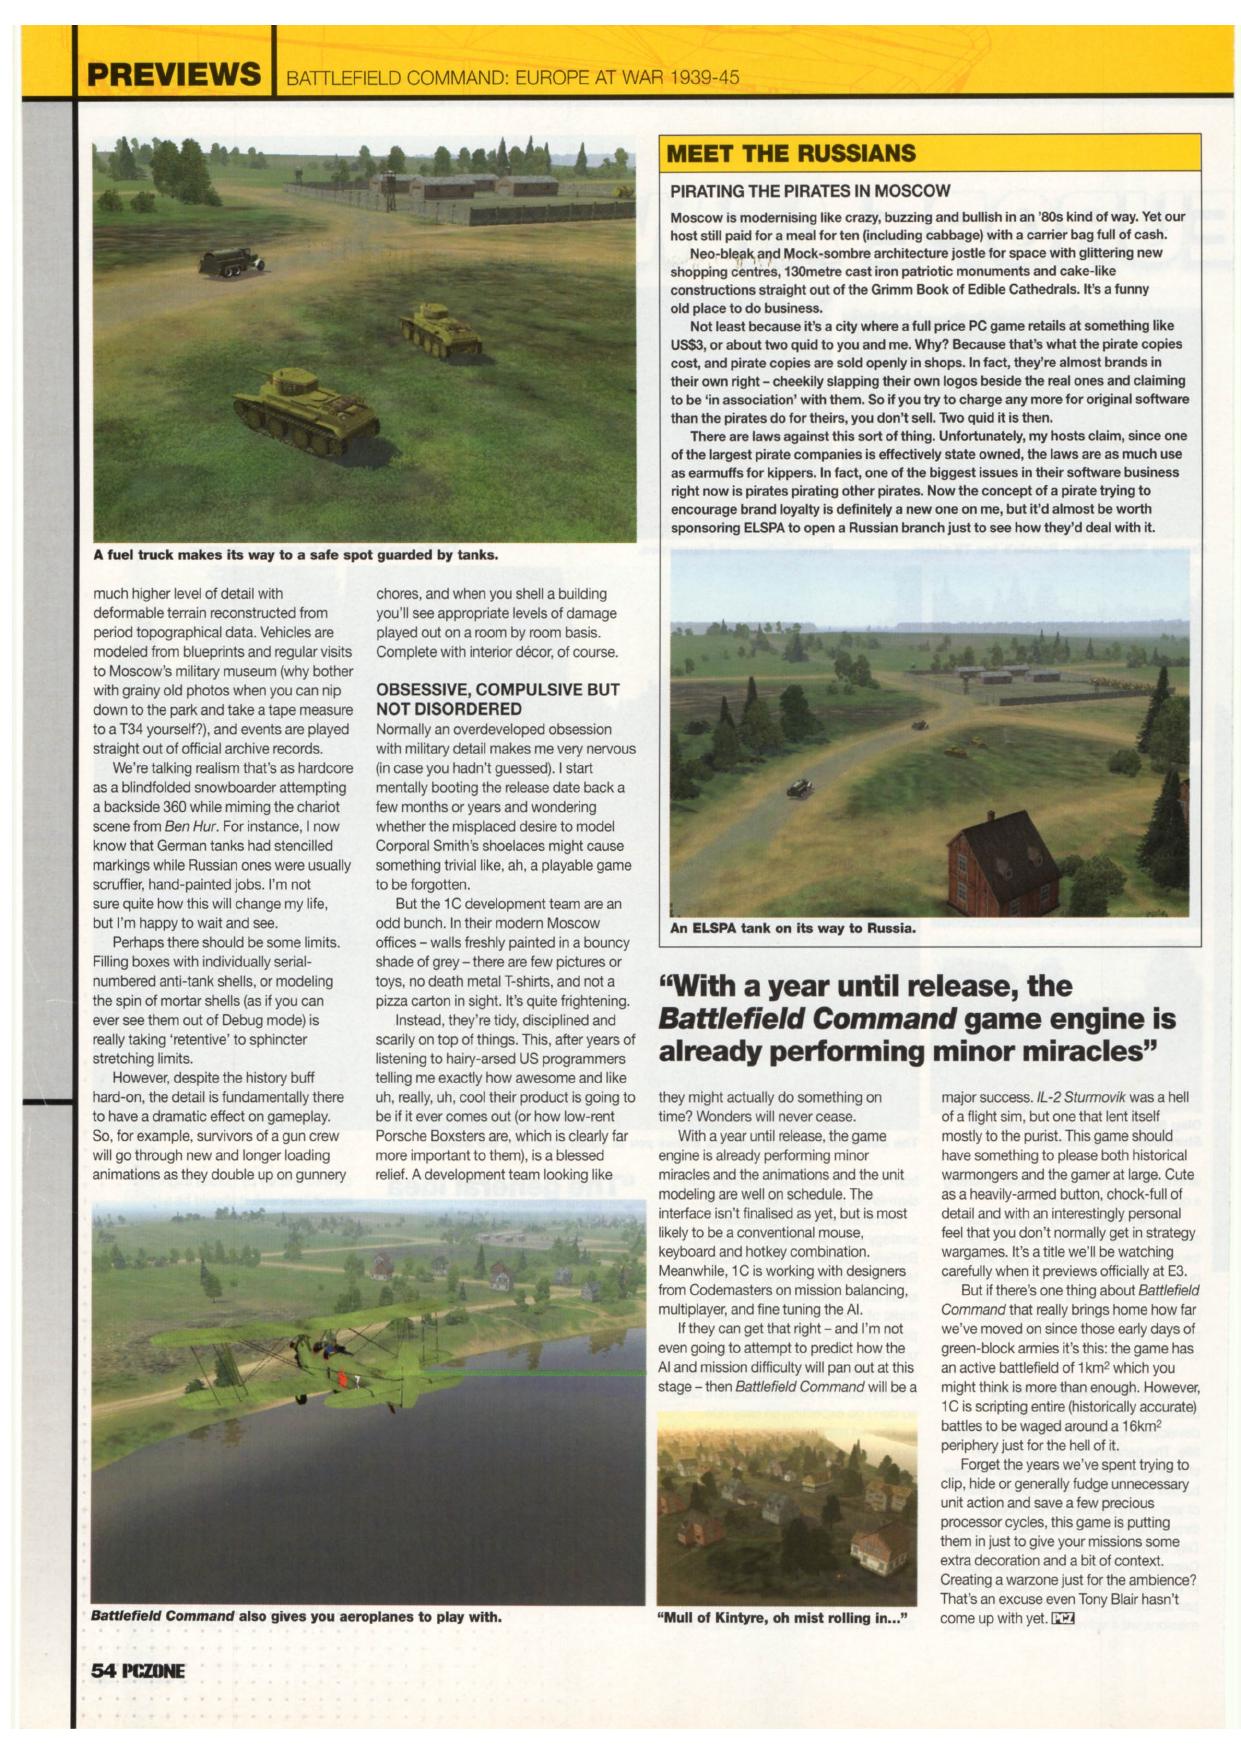 PREVIEWS
BATTLEFIELD COMMAND: EUROPE AT WAR 1939-45
A fuel truck makes its way to a safe spot guarded by tanks.
much higher level of detail with
deformable terrain reconstructed from
period topographical data. Vehicles are
modeled from blueprints and regular visits
to Moscow's military museum (why bother
with grainy old photos when you can nip
down to the park and take a tape measure
to a T34 yourself?), and events are played
straight out of official archive records.
We're talking realism that's as hardcore
as a blindfolded snowboarder attempting
a backside 360 while miming the chariot
scene from Ben Hur. For instance, I now
know that German tanks had stencilled
markings while Russian ones were usually
scruffier, hand-painted jobs. I'm not
sure quite how this will change my life,
but I'm happy to wait and see.
Perhaps there should be some limits.
Filling boxes with individually serial-
numbered anti-tank shells, or modeling
the spin of mortar shells (as if you can
ever see them out of Debug mode) is
really taking 'retentive' to sphincter
stretching limits.
However, despite the history buff
hard-on, the detail is fundamentally there
to have a dramatic effect on gameplay.
So, for example, survivors of a gun crew
will go through new and longer loading
animations as they double up on gunnery
chores, and when you shell a building
you'll see appropriate levels of damage
played out on a room by room basis.
Complete with interior décor, of course.
OBSESSIVE, COMPULSIVE BUT
NOT DISORDERED
Normally an overdeveloped obsession
with military detail makes me very nervous
(in case you hadn't guessed). I start
mentally booting the release date back a
few months or years and wondering
whether the misplaced desire to model
Corporal Smith's shoelaces might cause
something trivial like, ah, a playable game
to be forgotten.
But the 1C development team are an
odd bunch. In their modern Moscow
offices – walls freshly painted in a bouncy
shade of grey – there are few pictures or
toys, no death metal T-shirts, and not a
pizza carton in sight. It's quite frightening.
Instead, they're tidy, disciplined and
scarily on top of things. This, after years of
listening to hairy-arsed US programmers
telling me exactly how awesome and like
uh, really, uh, cool their product is going to
be if it ever comes out (or how low-rent
Porsche Boxsters are, which is clearly far
more important to them), is a blessed
relief. A development team looking like
Battlefield Command also gives you aeroplanes to play with.
MEET THE RUSSIANS
PIRATING THE PIRATES IN MOSCOW
Moscow is modernising like crazy, buzzing and bullish in an '80s kind of way. Yet our
host still paid for a meal for ten (including cabbage) with a carrier bag full of cash.
Neo-bleak and Mock-sombre architecture jostle for space with glittering new
shopping centres, 130metre cast iron patriotic monuments and cake-like
constructions straight out of the Grimm Book of Edible Cathedrals. It's a funny
old place to do business.
Not least because it's a city where a full price PC game retails at something like
US$3, or about two quid to you and me. Why? Because that's what the pirate copies
cost, and pirate copies are sold openly in shops. In fact, they're almost brands in
their own right – cheekily slapping their own logos beside the real ones and claiming
to be 'in association' with them. So if you try to charge any more for original software
than the pirates do for theirs, you don't sell. Two quid it is then.
There are laws against this sort of thing. Unfortunately, my hosts claim, since one
of the largest pirate companies is effectively state owned, the laws are as much use
as earmuffs for kippers. In fact, one of the biggest issues in their software business
right now is pirates pirating other pirates. Now the concept of a pirate trying to
encourage brand loyalty is definitely a new one on me, but it'd almost be worth
sponsoring ELSPA to open a Russian branch just to see how they'd deal with it.
An ELSPA tank on its way to Russia.
“With a year until release, the
Battlefield Command game engine is
already performing minor miracles”
they might actually do something on
time? Wonders will never cease.
With a year until release, the game
engine is already performing minor
miracles and the animations and the unit
modeling are well on schedule. The
interface isn't finalised as yet, but is most
likely to be a conventional mouse,
keyboard and hotkey combination.
Meanwhile, 1C is working with designers
from Codemasters on mission balancing,
multiplayer, and fine tuning the AI.
If they can get that right – and I'm not
even going to attempt to predict how the
AI and mission difficulty will pan out at this
stage – then Battlefield Command will be a
“Mull of Kintyre, oh mist rolling in...”
major success. IL-2 Sturmovik was a hell
of a flight sim, but one that lent itself
mostly to the purist. This game should
have something to please both historical
warmongers and the gamer at large. Cute
as a heavily-armed button, chock-full of
detail and with an interestingly personal
feel that you don't normally get in strategy
wargames. It's a title we'll be watching
carefully when it previews officially at E3.
But if there's one thing about Battlefield
Command that really brings home how far
we've moved on since those early days of
green-block armies it's this: the game has
an active battlefield of 1km² which you
might think is more than enough. However,
1C is scripting entire (historically accurate)
battles to be waged around a 16km²
periphery just for the hell of it.
Forget the years we've spent trying to
clip, hide or generally fudge unnecessary
unit action and save a few precious
processor cycles, this game is putting
them in just to give your missions some
extra decoration and a bit of context.
Creating a warzone just for the ambience?
That's an excuse even Tony Blair hasn't
come up with yet. PCZ
54 PCZONE